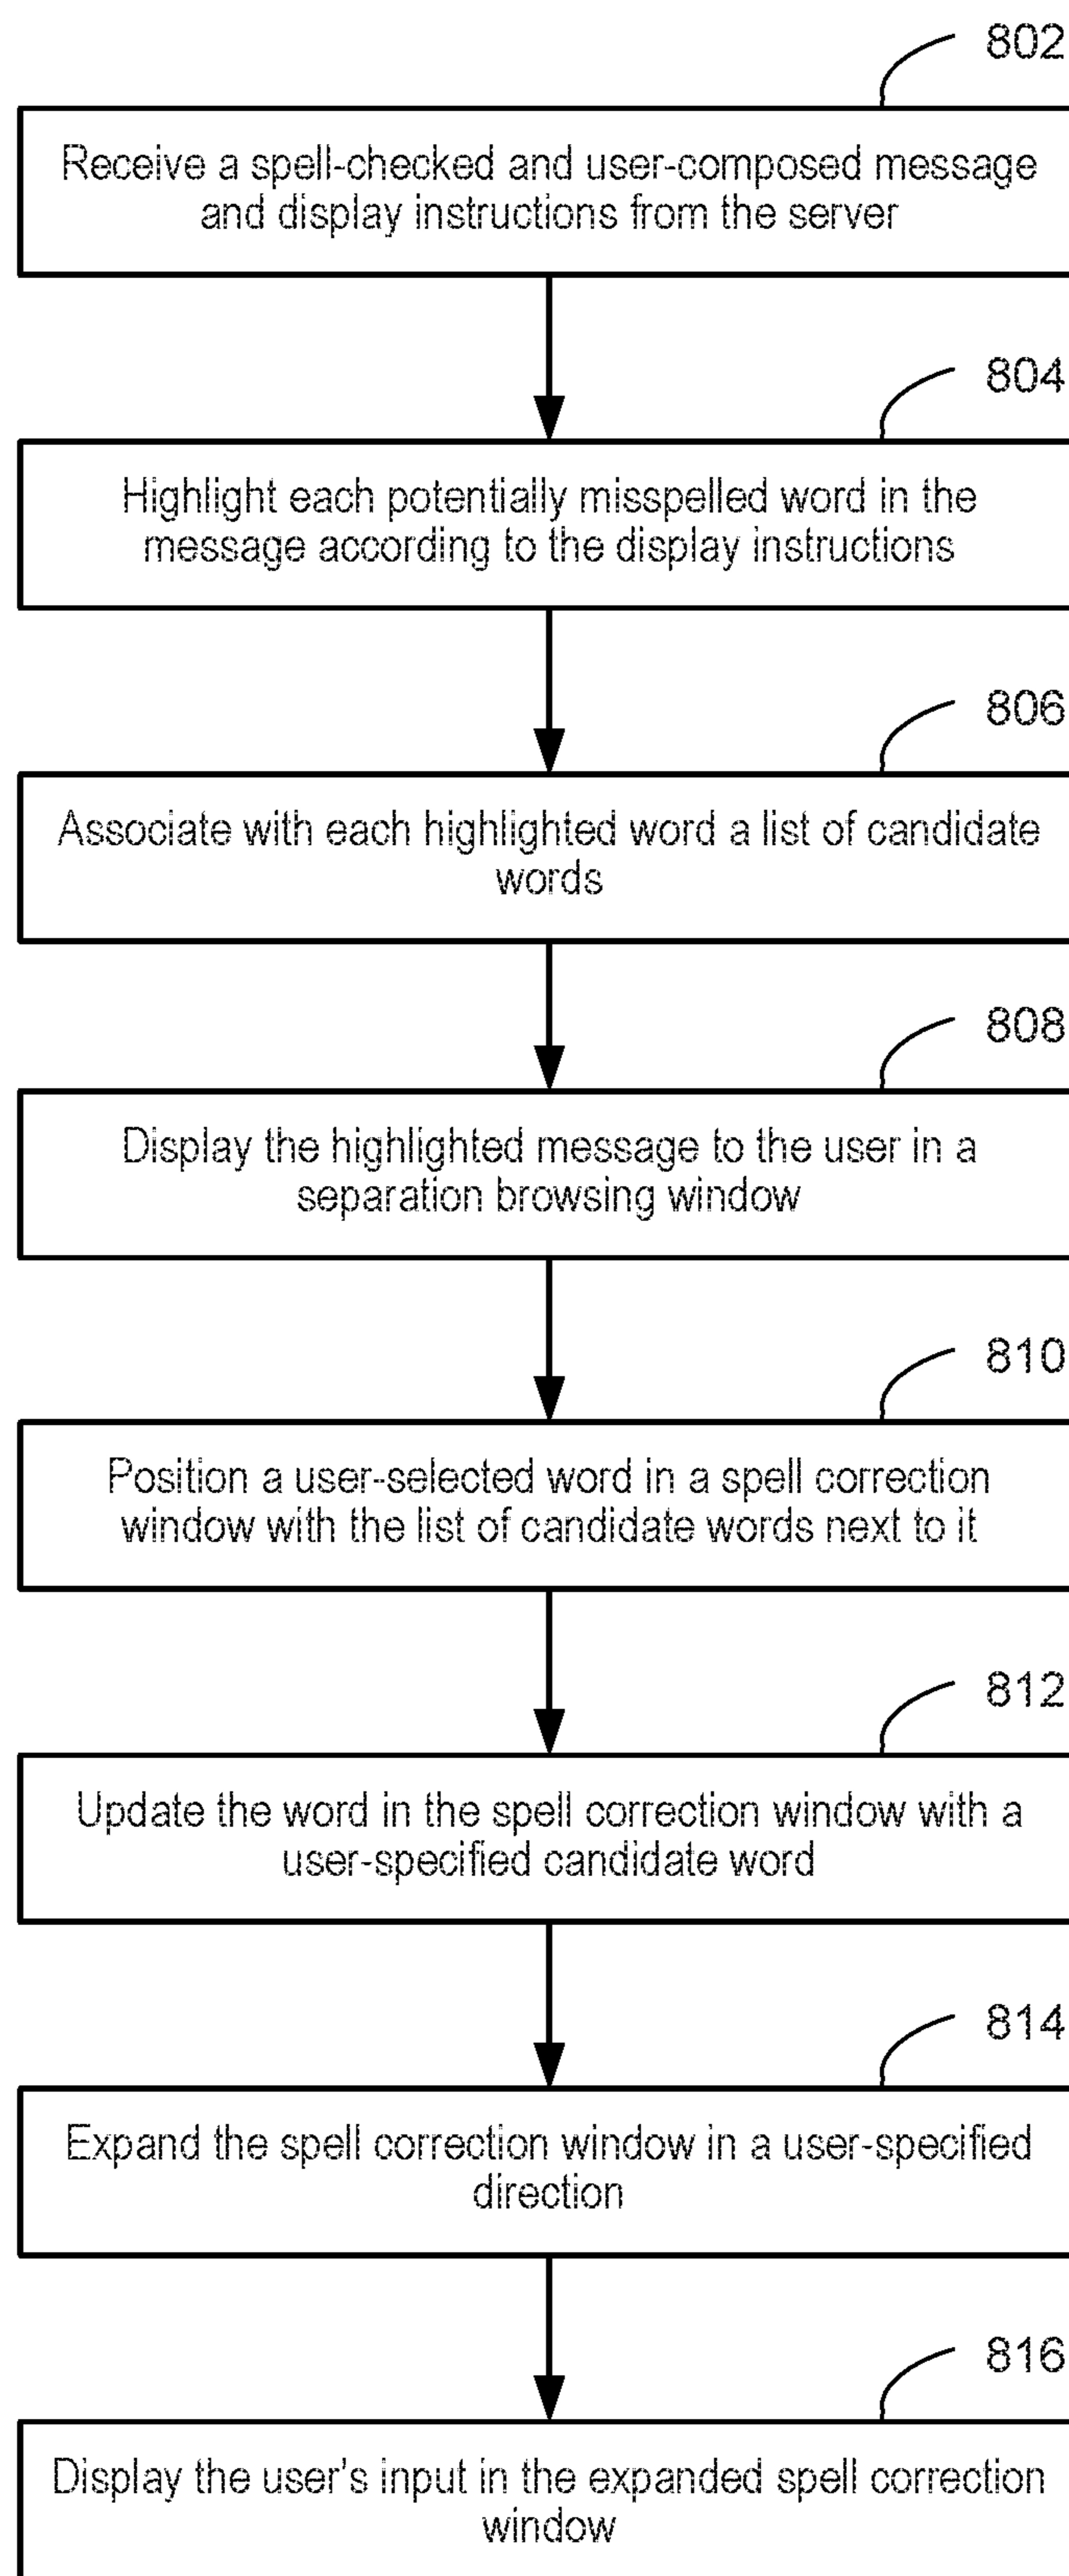 802
Receive a spell-checked and user-composed message
and display instructions from the server
804
Highlight each potentially misspelled word in the
message according to the display instructions
806
Associate with each highlighted word a list of candidate
words
808
Display the highlighted message to the user in a
separation browsing window
810
Position a user-selected word in a spell correction
window with the list of candidate words next to it
812
Update the word in the spell correction window with a
user-specified candidate word
814
Expand the spell correction window in a user-specified
direction
816
Display the user's input in the expanded spell correction
window